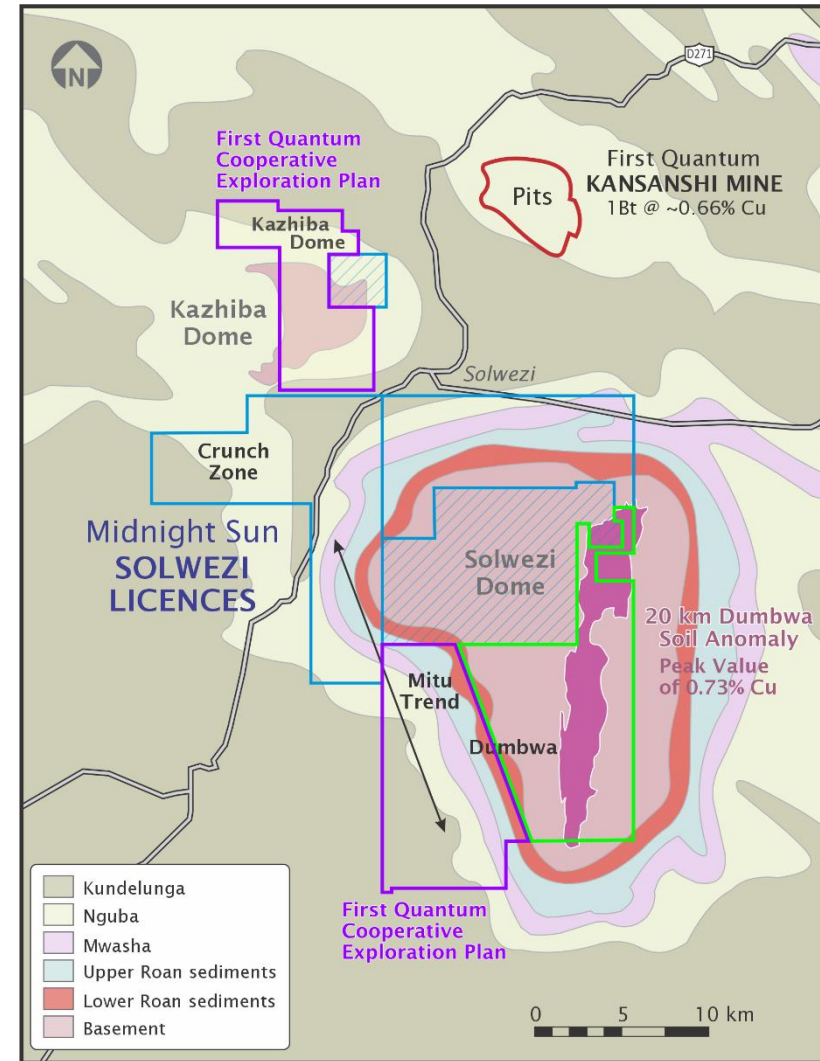 N
D271
First Quantum
Cooperative
Exploration Plan
First Quantum
KANSANSHI MINE
1Bt @ ~0.66% Cu
Pits
Kazhiba
Dome
Kazhiba
Dome
Solwezi
Crunch
Zone
Midnight Sun
SOLWEZI
LICENCES
Solwezi
Dome
20 km Dumbwa
Soil Anomaly
Peak Value
of 0.73% Cu
Mitu
Trend
Dumbwa
First Quantum
Cooperative
Exploration Plan
Kundelunga
Nguba
Mwasha
Upper Roan sediments
Lower Roan sediments
Basement
0 5 10 km